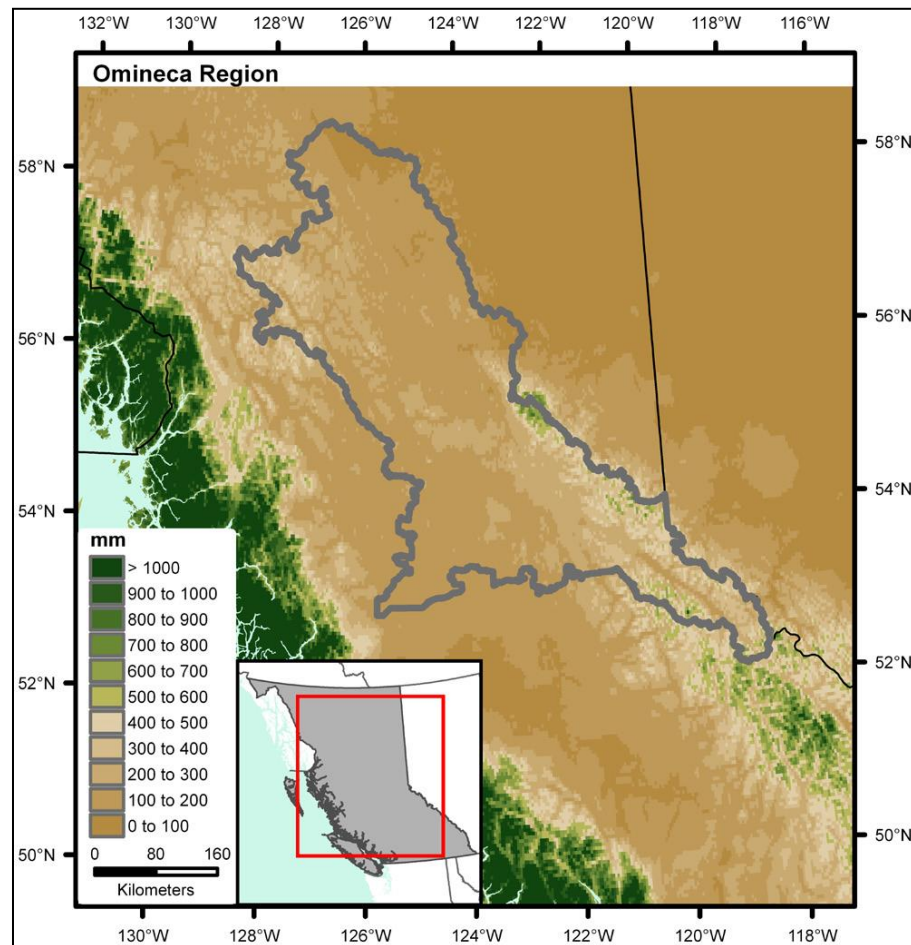 132°W 130°W 128°W 126°W 124°W 122°W 120°W 118°W 116°W
Omineca Region
58°N 58°N
56°N 56°N
54°N 54°N
mm
> 1000
900 to 1000
800 to 900
700 to 800
600 to 700
500 to 600
400 to 500
300 to 400
200 to 300
100 to 200
0 to 100
52°N 52°N
50°N 50°N
0 80 160
Kilometers
130°W 128°W 126°W 124°W 122°W 120°W 118°W